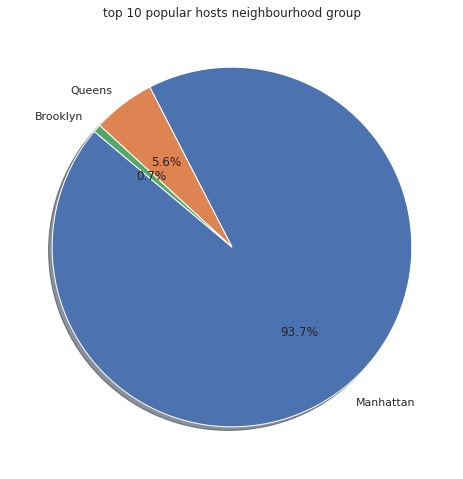 top 10 popular hosts neighbourhood group
Queens
Brooklyn
5.6%
0.7%
93.7%
Manhattan